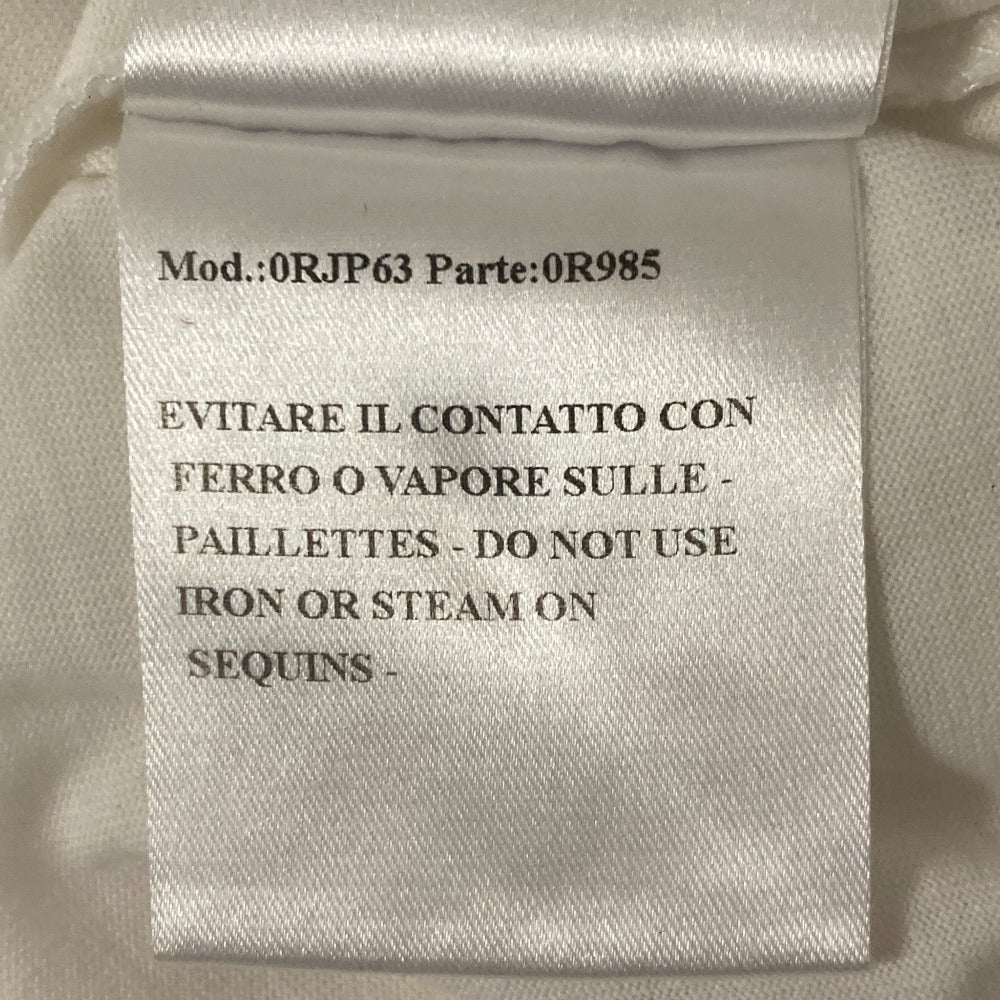 Mod.:0RJP63 Parte:0R985
EVITARE IL CONTATTO CON
FERRO O VAPORE SULLE -
PAILLETTES - DO NOT USE
IRON OR STEAM ON
SEQUINS -